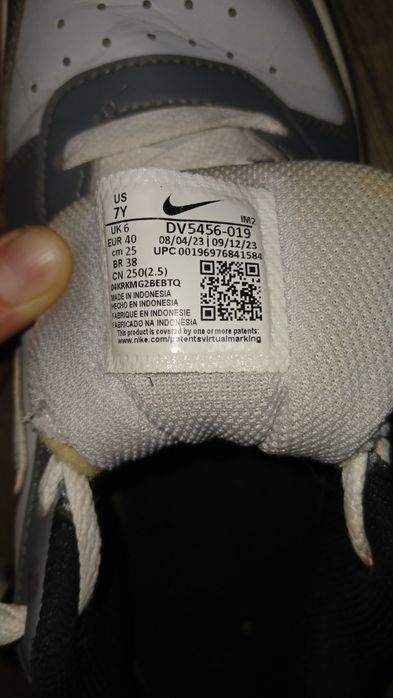 US
7Y
IM2
UK 6
DV5456-019
EUR 40
08/04/23 | 09/12/23
cm 25
UPC 00196976841584
BR 38
CN 250(2.5)
04KRKMG2BEBTQ
MADE IN INDONESIA
HECHO EN INDONESIA
FABRIQUE EN INDONESIE
FABRICADO NA INDONÉSIA
This product is covered by one or more patents:
www.nike.com/patentsvirtualmarking